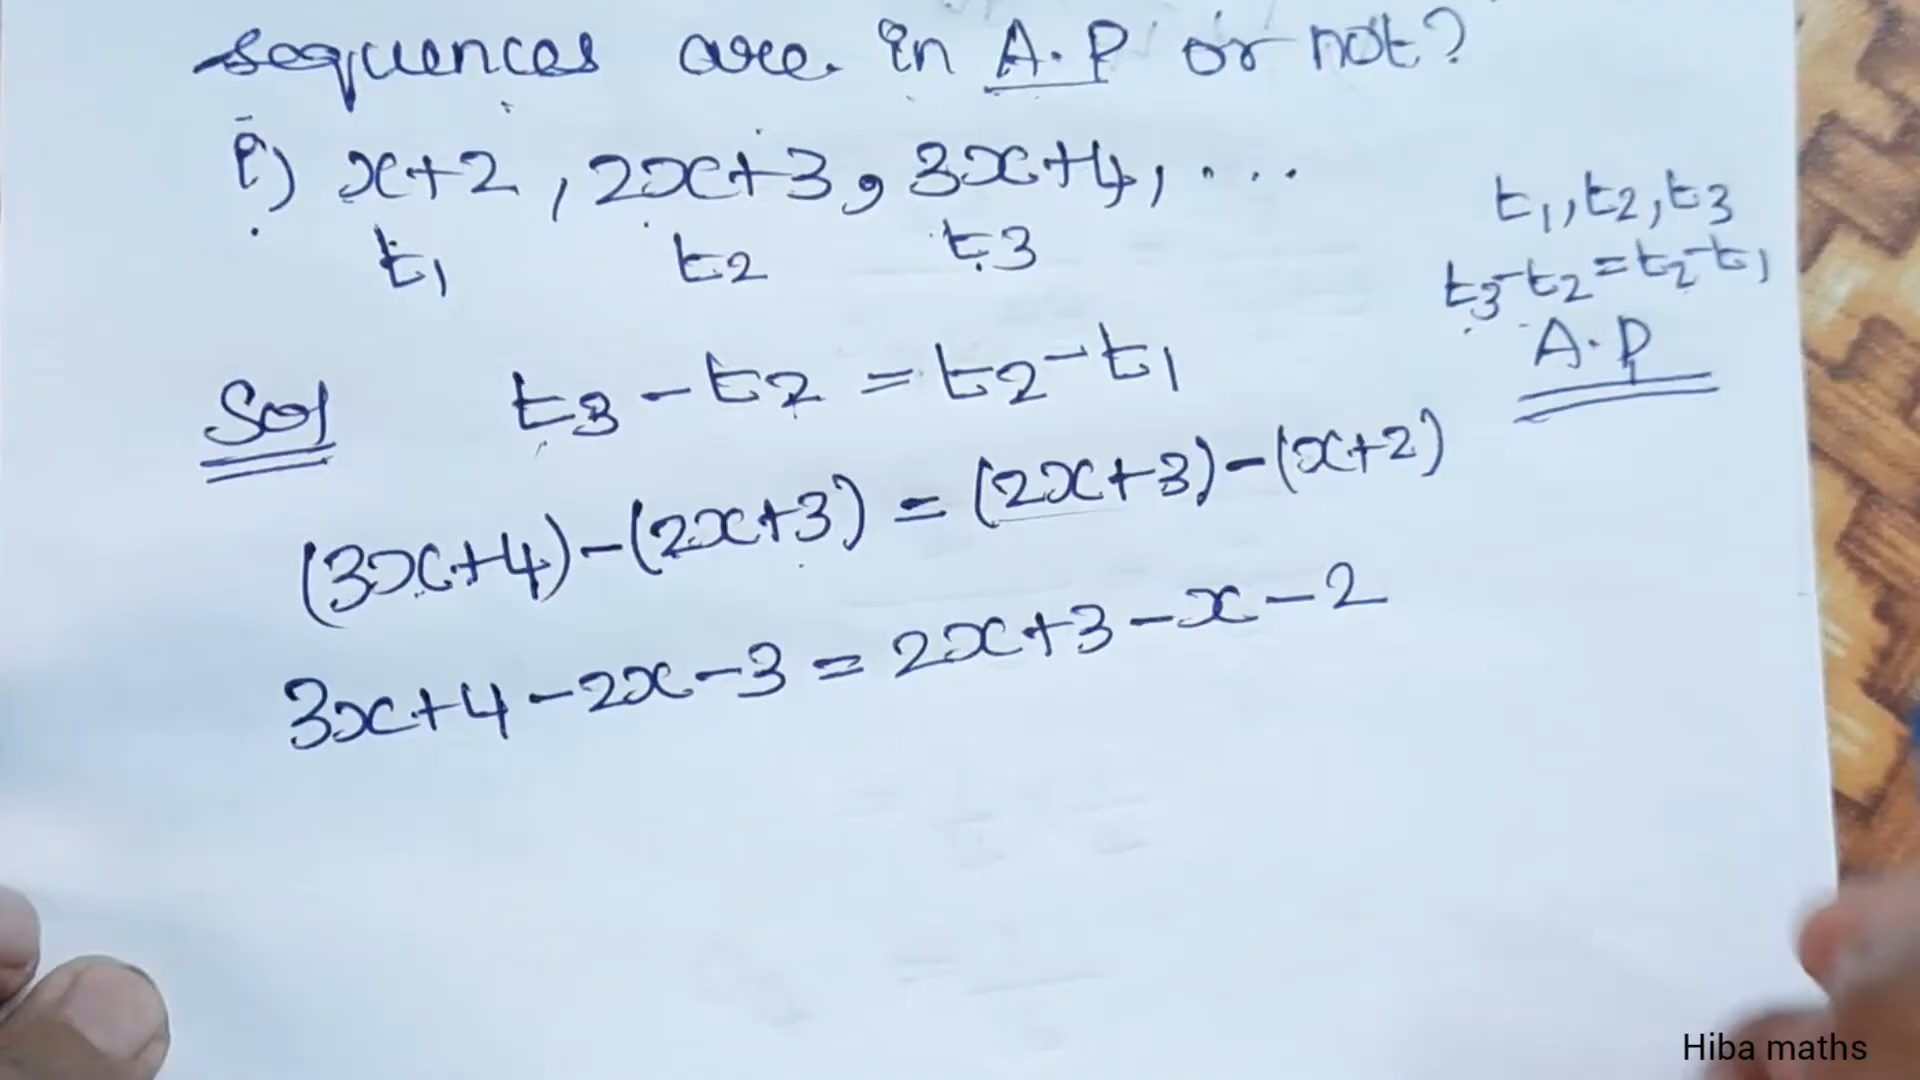 sequences are in A.P or not?
i) x+2, 2x+3, 3x+4, ...
t1 t2 t3
t1, t2, t3
t3-t2=t2-t1
A.P
Sol t3-t2=t2-t1
(3x+4)-(2x+3)=(2x+3)-(x+2)
3x+4-2x-3=2x+3-x-2
Hiba maths